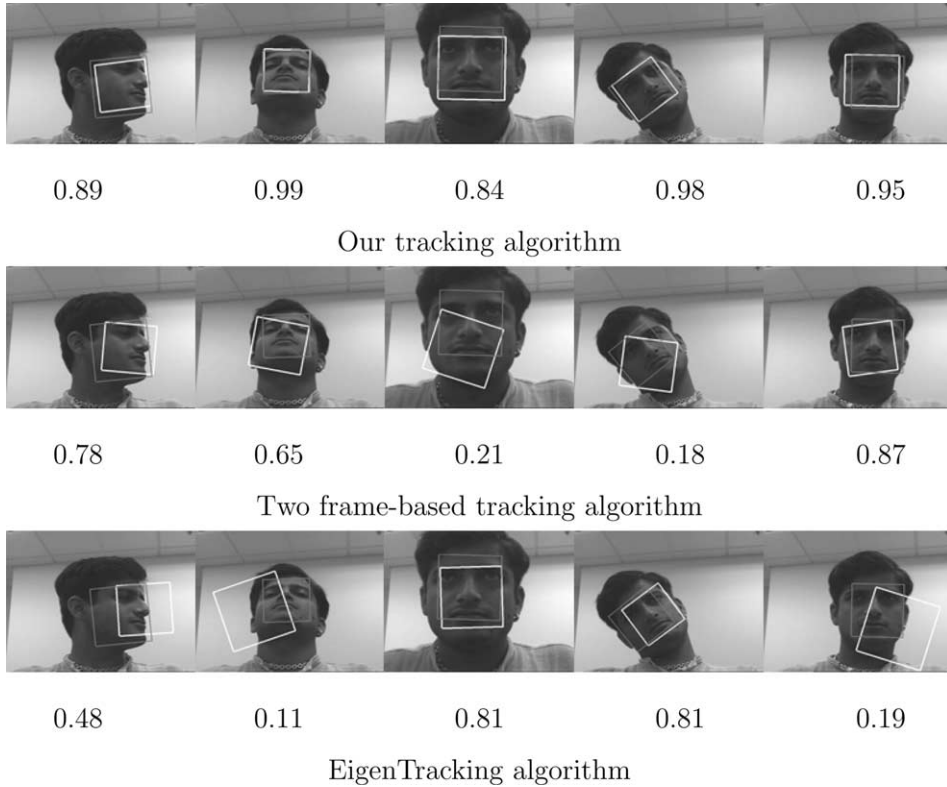 0.89 0.99 0.84 0.98 0.95
Our tracking algorithm
0.78 0.65 0.21 0.18 0.87
Two frame-based tracking algorithm
0.48 0.11 0.81 0.81 0.19
EigenTracking algorithm